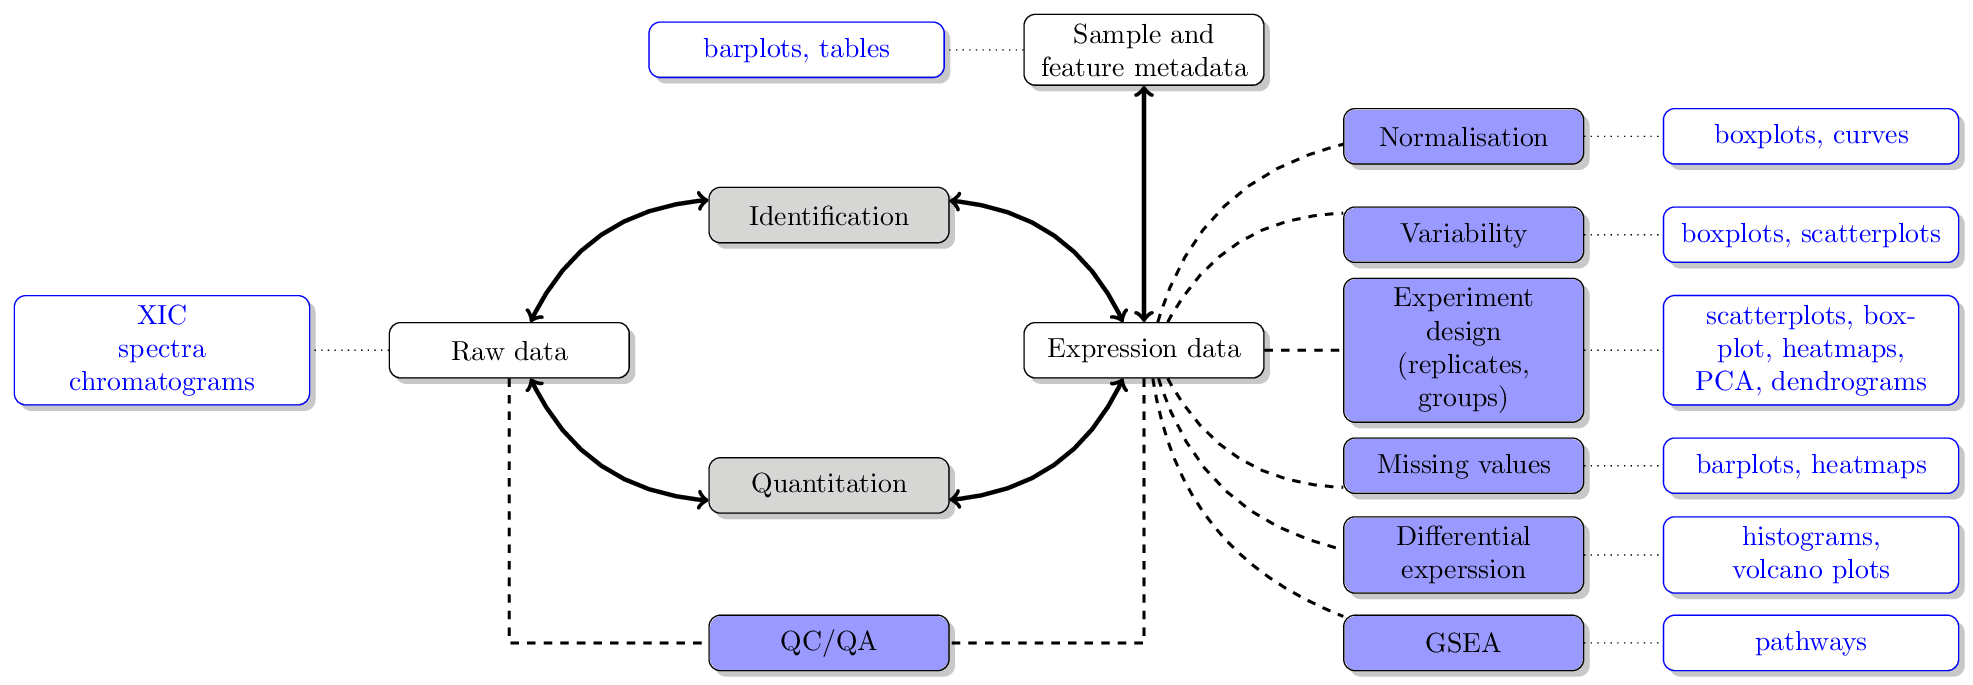 barplots, tables
Sample and
feature metadata
Normalisation
boxplots, curves
Identification
Variability
boxplots, scatterplots
XIC
spectra
chromatograms
Raw data
Expression data
Experiment
design
(replicates,
groups)
scatterplots, box-
plot, heatmaps,
PCA, dendrograms
Quantitation
Missing values
barplots, heatmaps
Differential
experssion
histograms,
volcano plots
QC/QA
GSEA
pathways